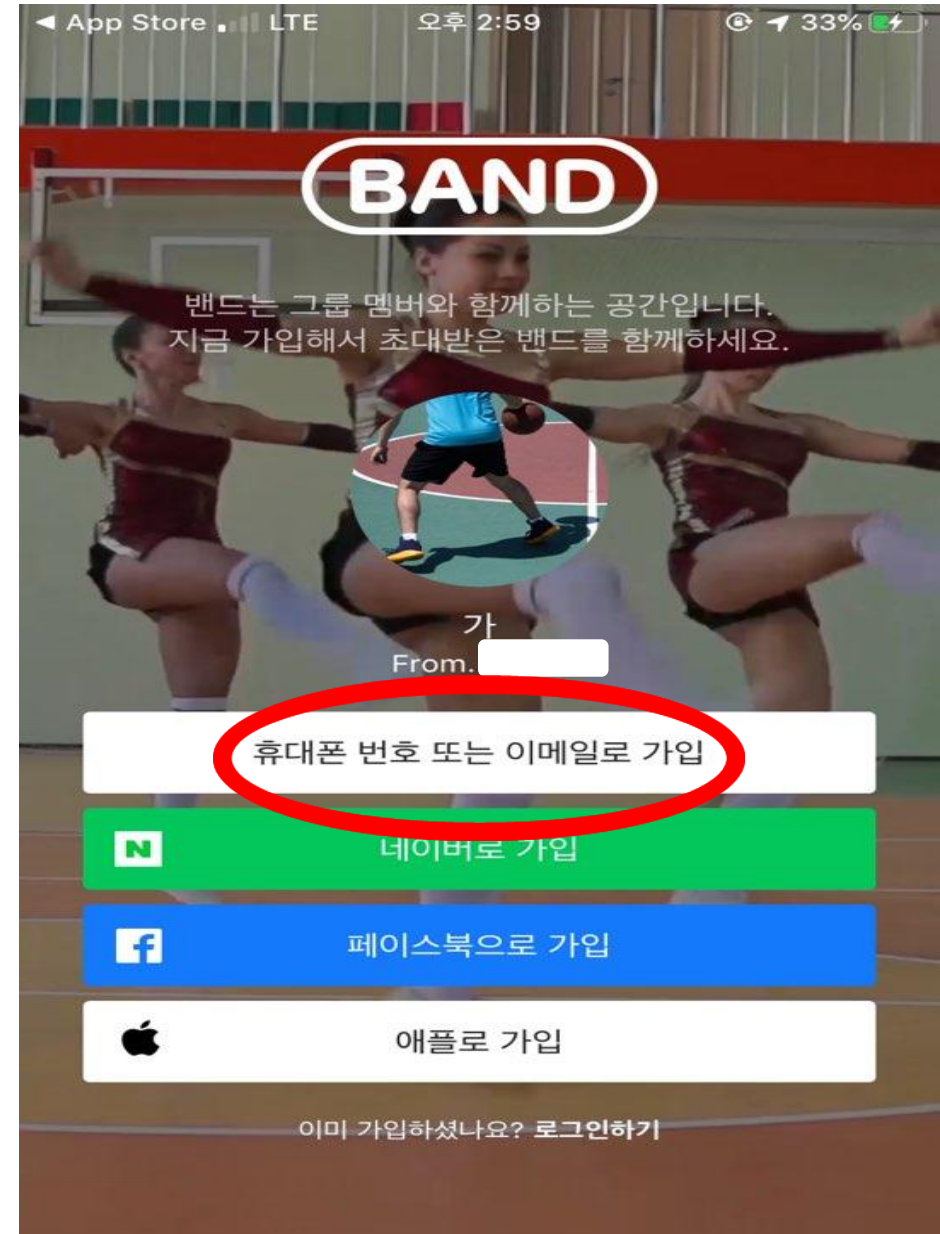 ◀ App Store LTE 오후 2:59 33%
BAND
밴드는 그룹 멤버와 함께하는 공간입니다.
지금 가입해서 초대받은 밴드를 함께하세요.
가
From.
휴대폰 번호 또는 이메일로 가입
N 네이버로 가입
f 페이스북으로 가입
애플로 가입
이미 가입하셨나요? 로그인하기